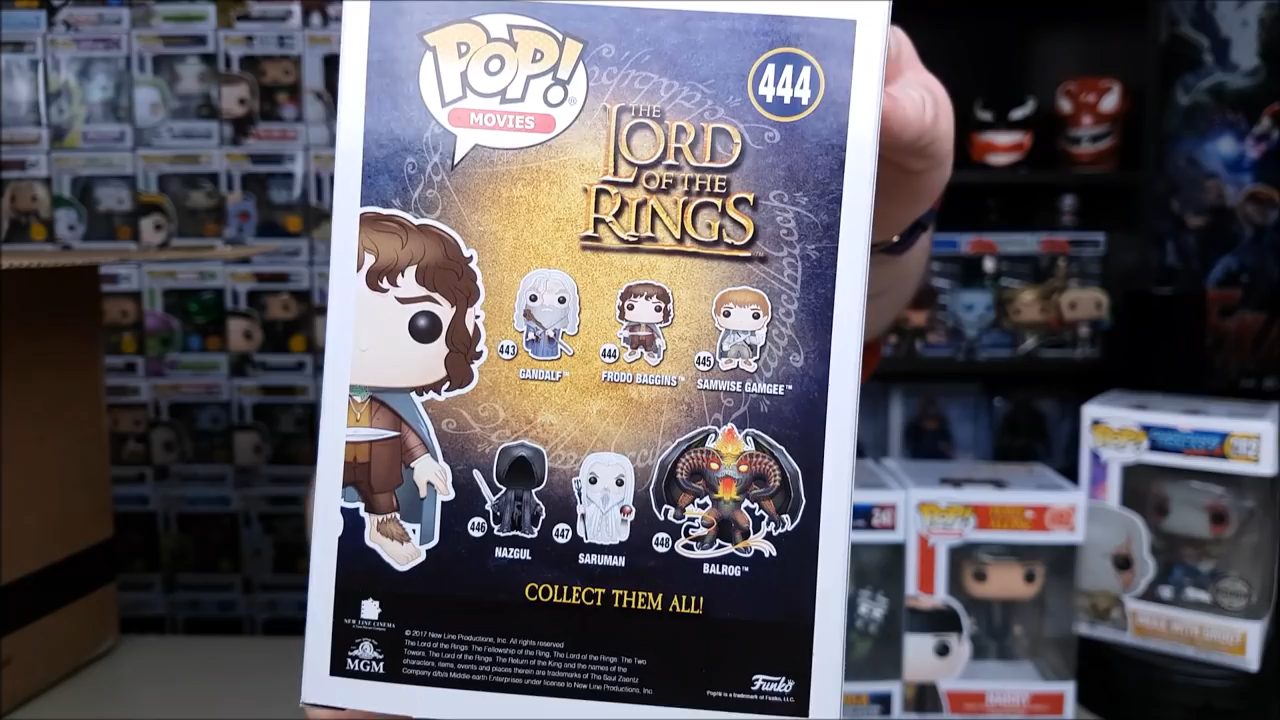 POP!
MOVIES
444
THE
LORD
OF THE
RINGS
443
GANDALF™
444
FRODO BAGGINS™
445
SAMWISE GAMGEE™
446
NAZGUL
447
SARUMAN
448
BALROG™
COLLECT THEM ALL!
NEW LINE CINEMA
MGM
© 2017 New Line Productions, Inc. All rights reserved
The Lord of the Rings: The Fellowship of the Ring, The Lord of the Rings: The Two
Towers, The Lord of the Rings: The Return of the King and the names of the
characters, items, events and places therein are trademarks of The Saul Zaentz
Company d/b/a Middle-earth Enterprises under license to New Line Productions, Inc.
Funko
Pop!® is a trademark of Funko, LLC.
POP!
241
POP!
BARRY
POP!